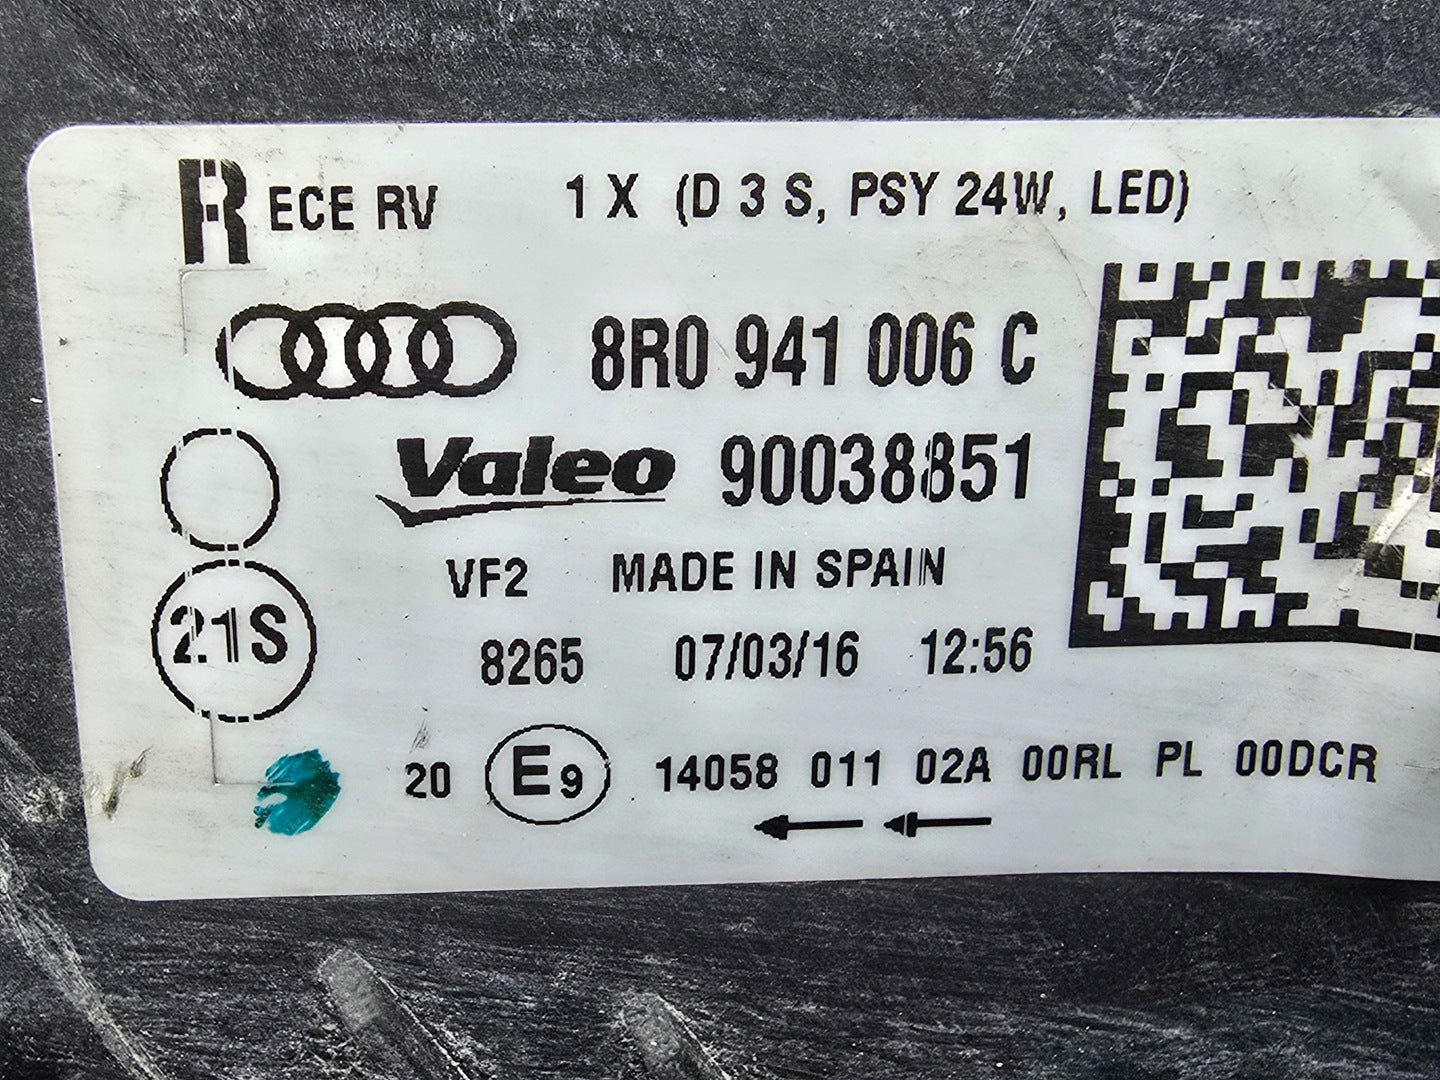 R ECE RV 1 X (D 3 S, PSY 24W, LED)
8R0 941 006 C
Valeo 90038851
VF2 MADE IN SPAIN
21S
8265 07/03/16 12:56
20 E9 14058 011 02A 00RL PL 00DCR